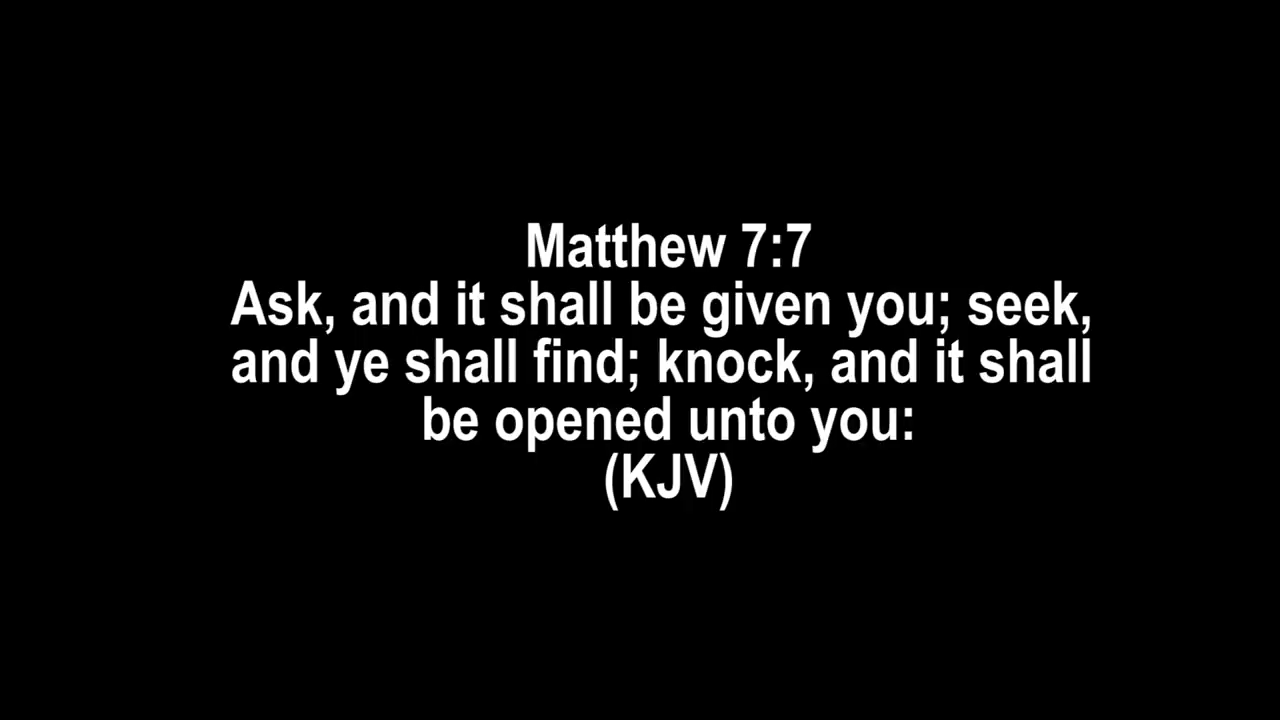 Matthew 7:7
Ask, and it shall be given you; seek,
and ye shall find; knock, and it shall
be opened unto you:
(KJV)